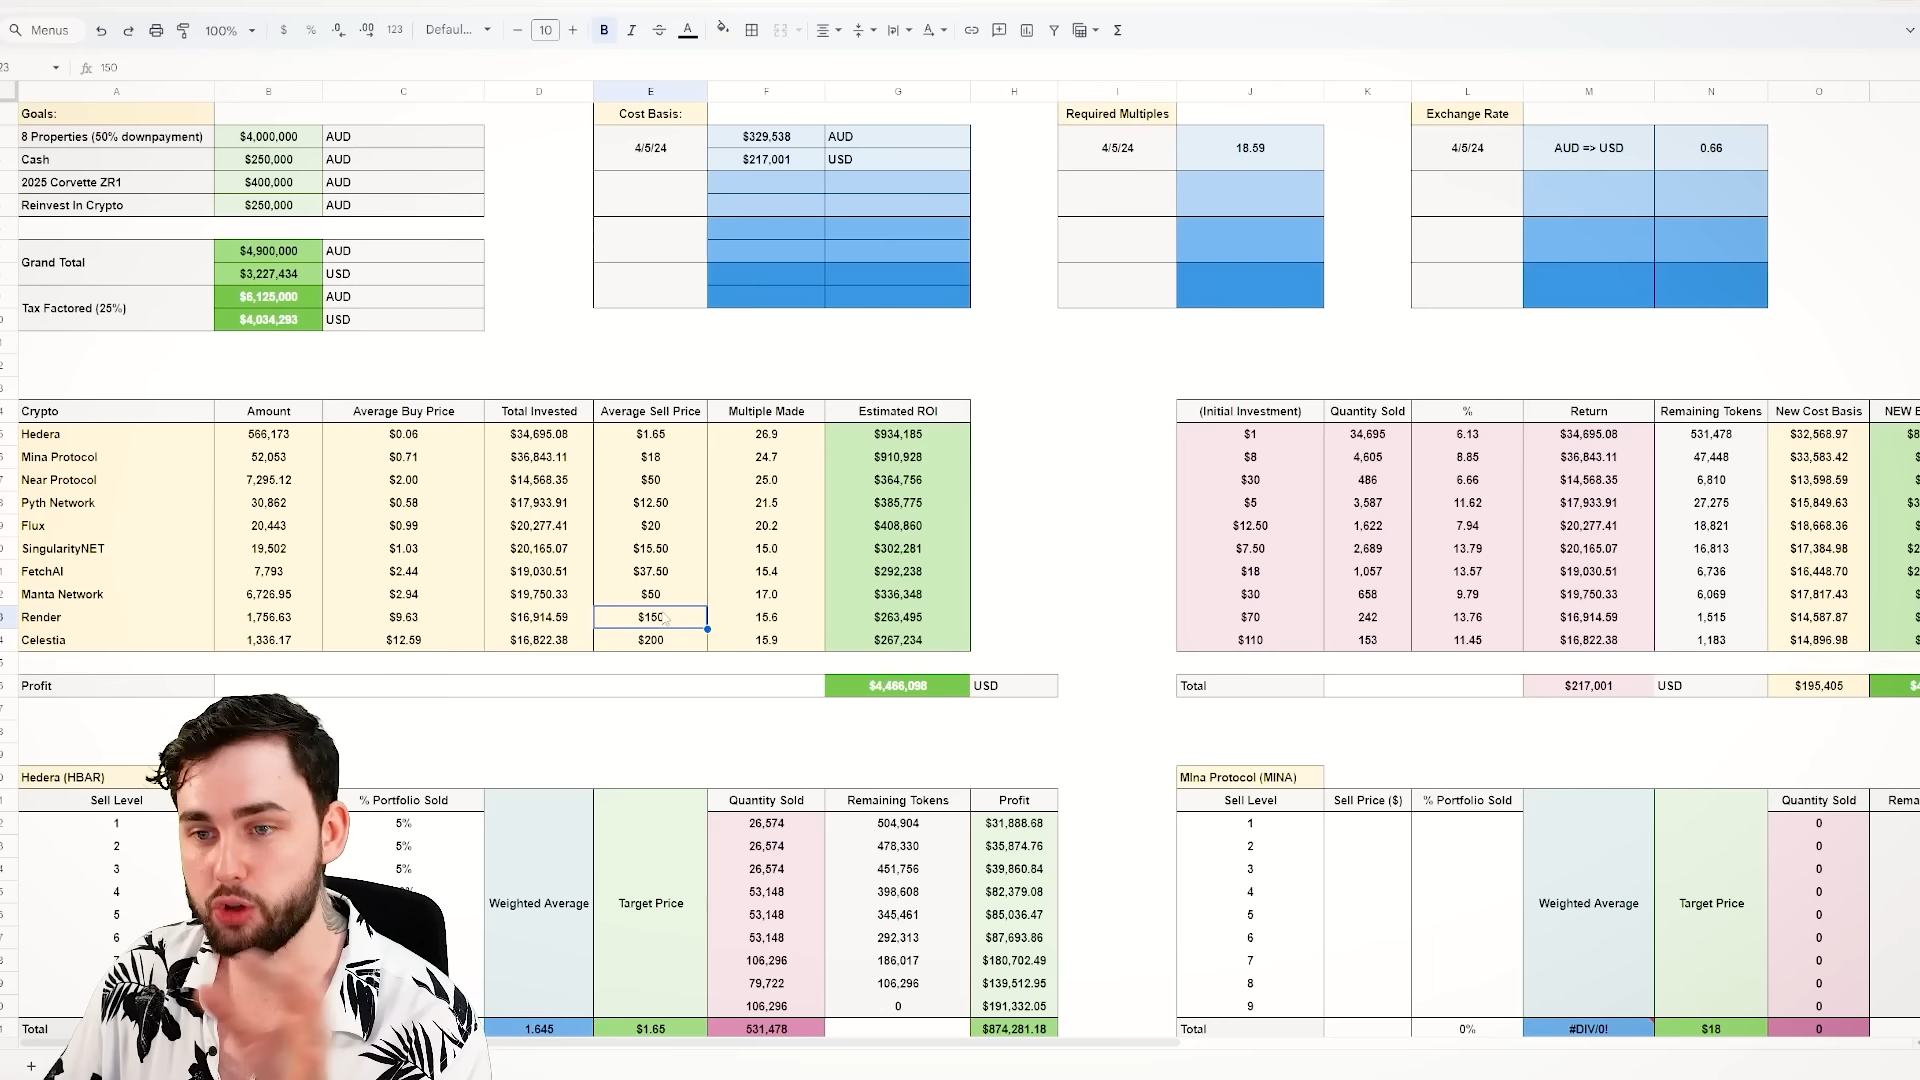 Menus 100% $ % .0 .00 123 Defaul... − 10 + B I A Σ
23 fx 150
A B C D E F G H I J K L M N O
Goals: Cost Basis: Required Multiples Exchange Rate
8 Properties (50% downpayment) $4,000,000 AUD $329,538 AUD
4/5/24 4/5/24 18.59 4/5/24 AUD => USD 0.66
Cash $250,000 AUD $217,001 USD
2025 Corvette ZR1 $400,000 AUD
Reinvest In Crypto $250,000 AUD
Grand Total $4,900,000 AUD
$3,227,434 USD
Tax Factored (25%) $6,125,000 AUD
$4,034,293 USD
Crypto Amount Average Buy Price Total Invested Average Sell Price Multiple Made Estimated ROI (Initial Investment) Quantity Sold % Return Remaining Tokens New Cost Basis NEW E
Hedera 566,173 $0.06 $34,695.08 $1.65 26.9 $934,185 $1 34,695 6.13 $34,695.08 531,478 $32,568.97 $8
Mina Protocol 52,053 $0.71 $36,843.11 $18 24.7 $910,928 $8 4,605 8.85 $36,843.11 47,448 $33,583.42 $
Near Protocol 7,295.12 $2.00 $14,568.35 $50 25.0 $364,756 $30 486 6.66 $14,568.35 6,810 $13,598.59 $
Pyth Network 30,862 $0.58 $17,933.91 $12.50 21.5 $385,775 $5 3,587 11.62 $17,933.91 27,275 $15,849.63 $3
Flux 20,443 $0.99 $20,277.41 $20 20.2 $408,860 $12.50 1,622 7.94 $20,277.41 18,821 $18,668.36 $
SingularityNET 19,502 $1.03 $20,165.07 $15.50 15.0 $302,281 $7.50 2,689 13.79 $20,165.07 16,813 $17,384.98 $2
FetchAI 7,793 $2.44 $19,030.51 $37.50 15.4 $292,238 $18 1,057 13.57 $19,030.51 6,736 $16,448.70 $2
Manta Network 6,726.95 $2.94 $19,750.33 $50 17.0 $336,348 $30 658 9.79 $19,750.33 6,069 $17,817.43 $
Render 1,756.63 $9.63 $16,914.59 $150 15.6 $263,495 $70 242 13.76 $16,914.59 1,515 $14,587.87 $
Celestia 1,336.17 $12.59 $16,822.38 $200 15.9 $267,234 $110 153 11.45 $16,822.38 1,183 $14,896.98 $
Profit $4,466,098 USD Total $217,001 USD $195,405
Hedera (HBAR) MIna Protocol (MINA)
Sell Level % Portfolio Sold Quantity Sold Remaining Tokens Profit Sell Level Sell Price ($) % Portfolio Sold Quantity Sold Rema
1 5% 26,574 504,904 $31,888.68 1 0
2 5% 26,574 478,330 $35,874.76 2 0
3 5% 26,574 451,756 $39,860.84 3 0
4 53,148 398,608 $82,379.08 4 0
Weighted Average Target Price Weighted Average Target Price
5 53,148 345,461 $85,036.47 5 0
6 53,148 292,313 $87,693.86 6 0
106,296 186,017 $180,702.49 7 0
79,722 106,296 $139,512.95 8 0
106,296 0 $191,332.05 9 0
Total 1.645 $1.65 531,478 $874,281.18 Total 0% #DIV/0! $18 0
+